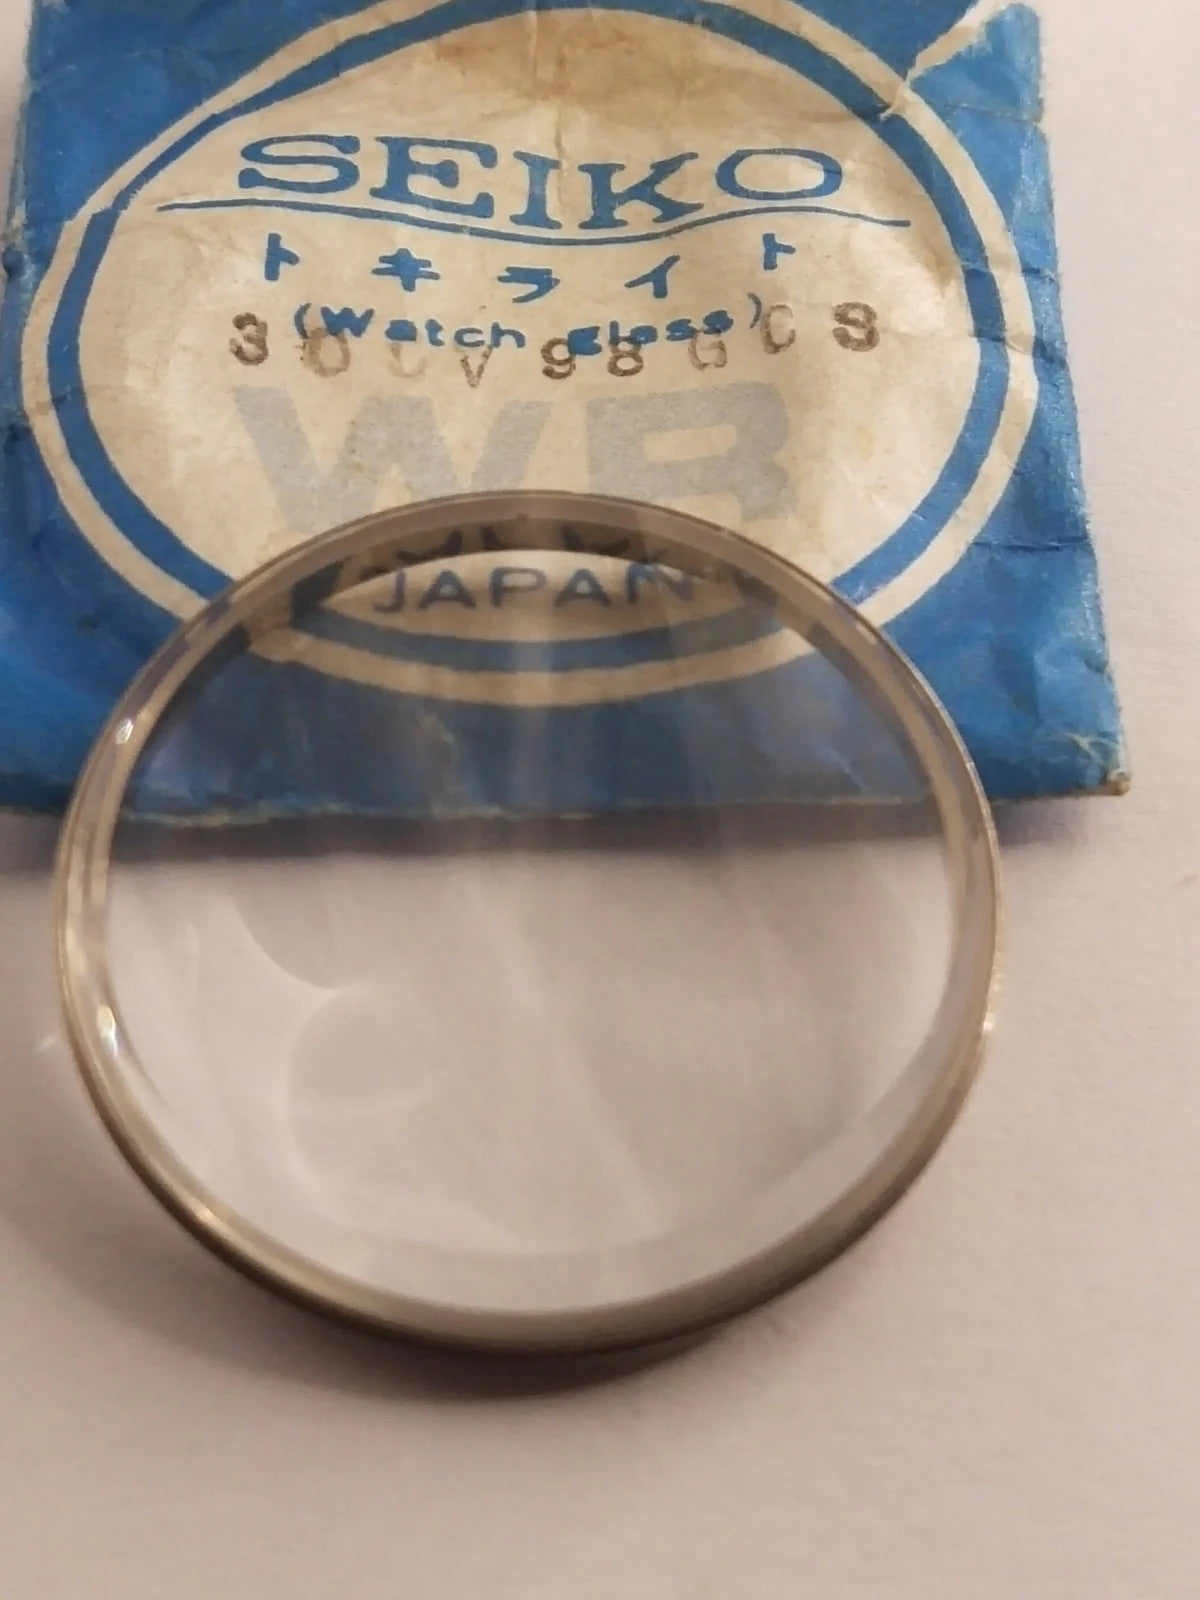 SEIKO
トキライト
(Watch glass)
WR
JAPAN